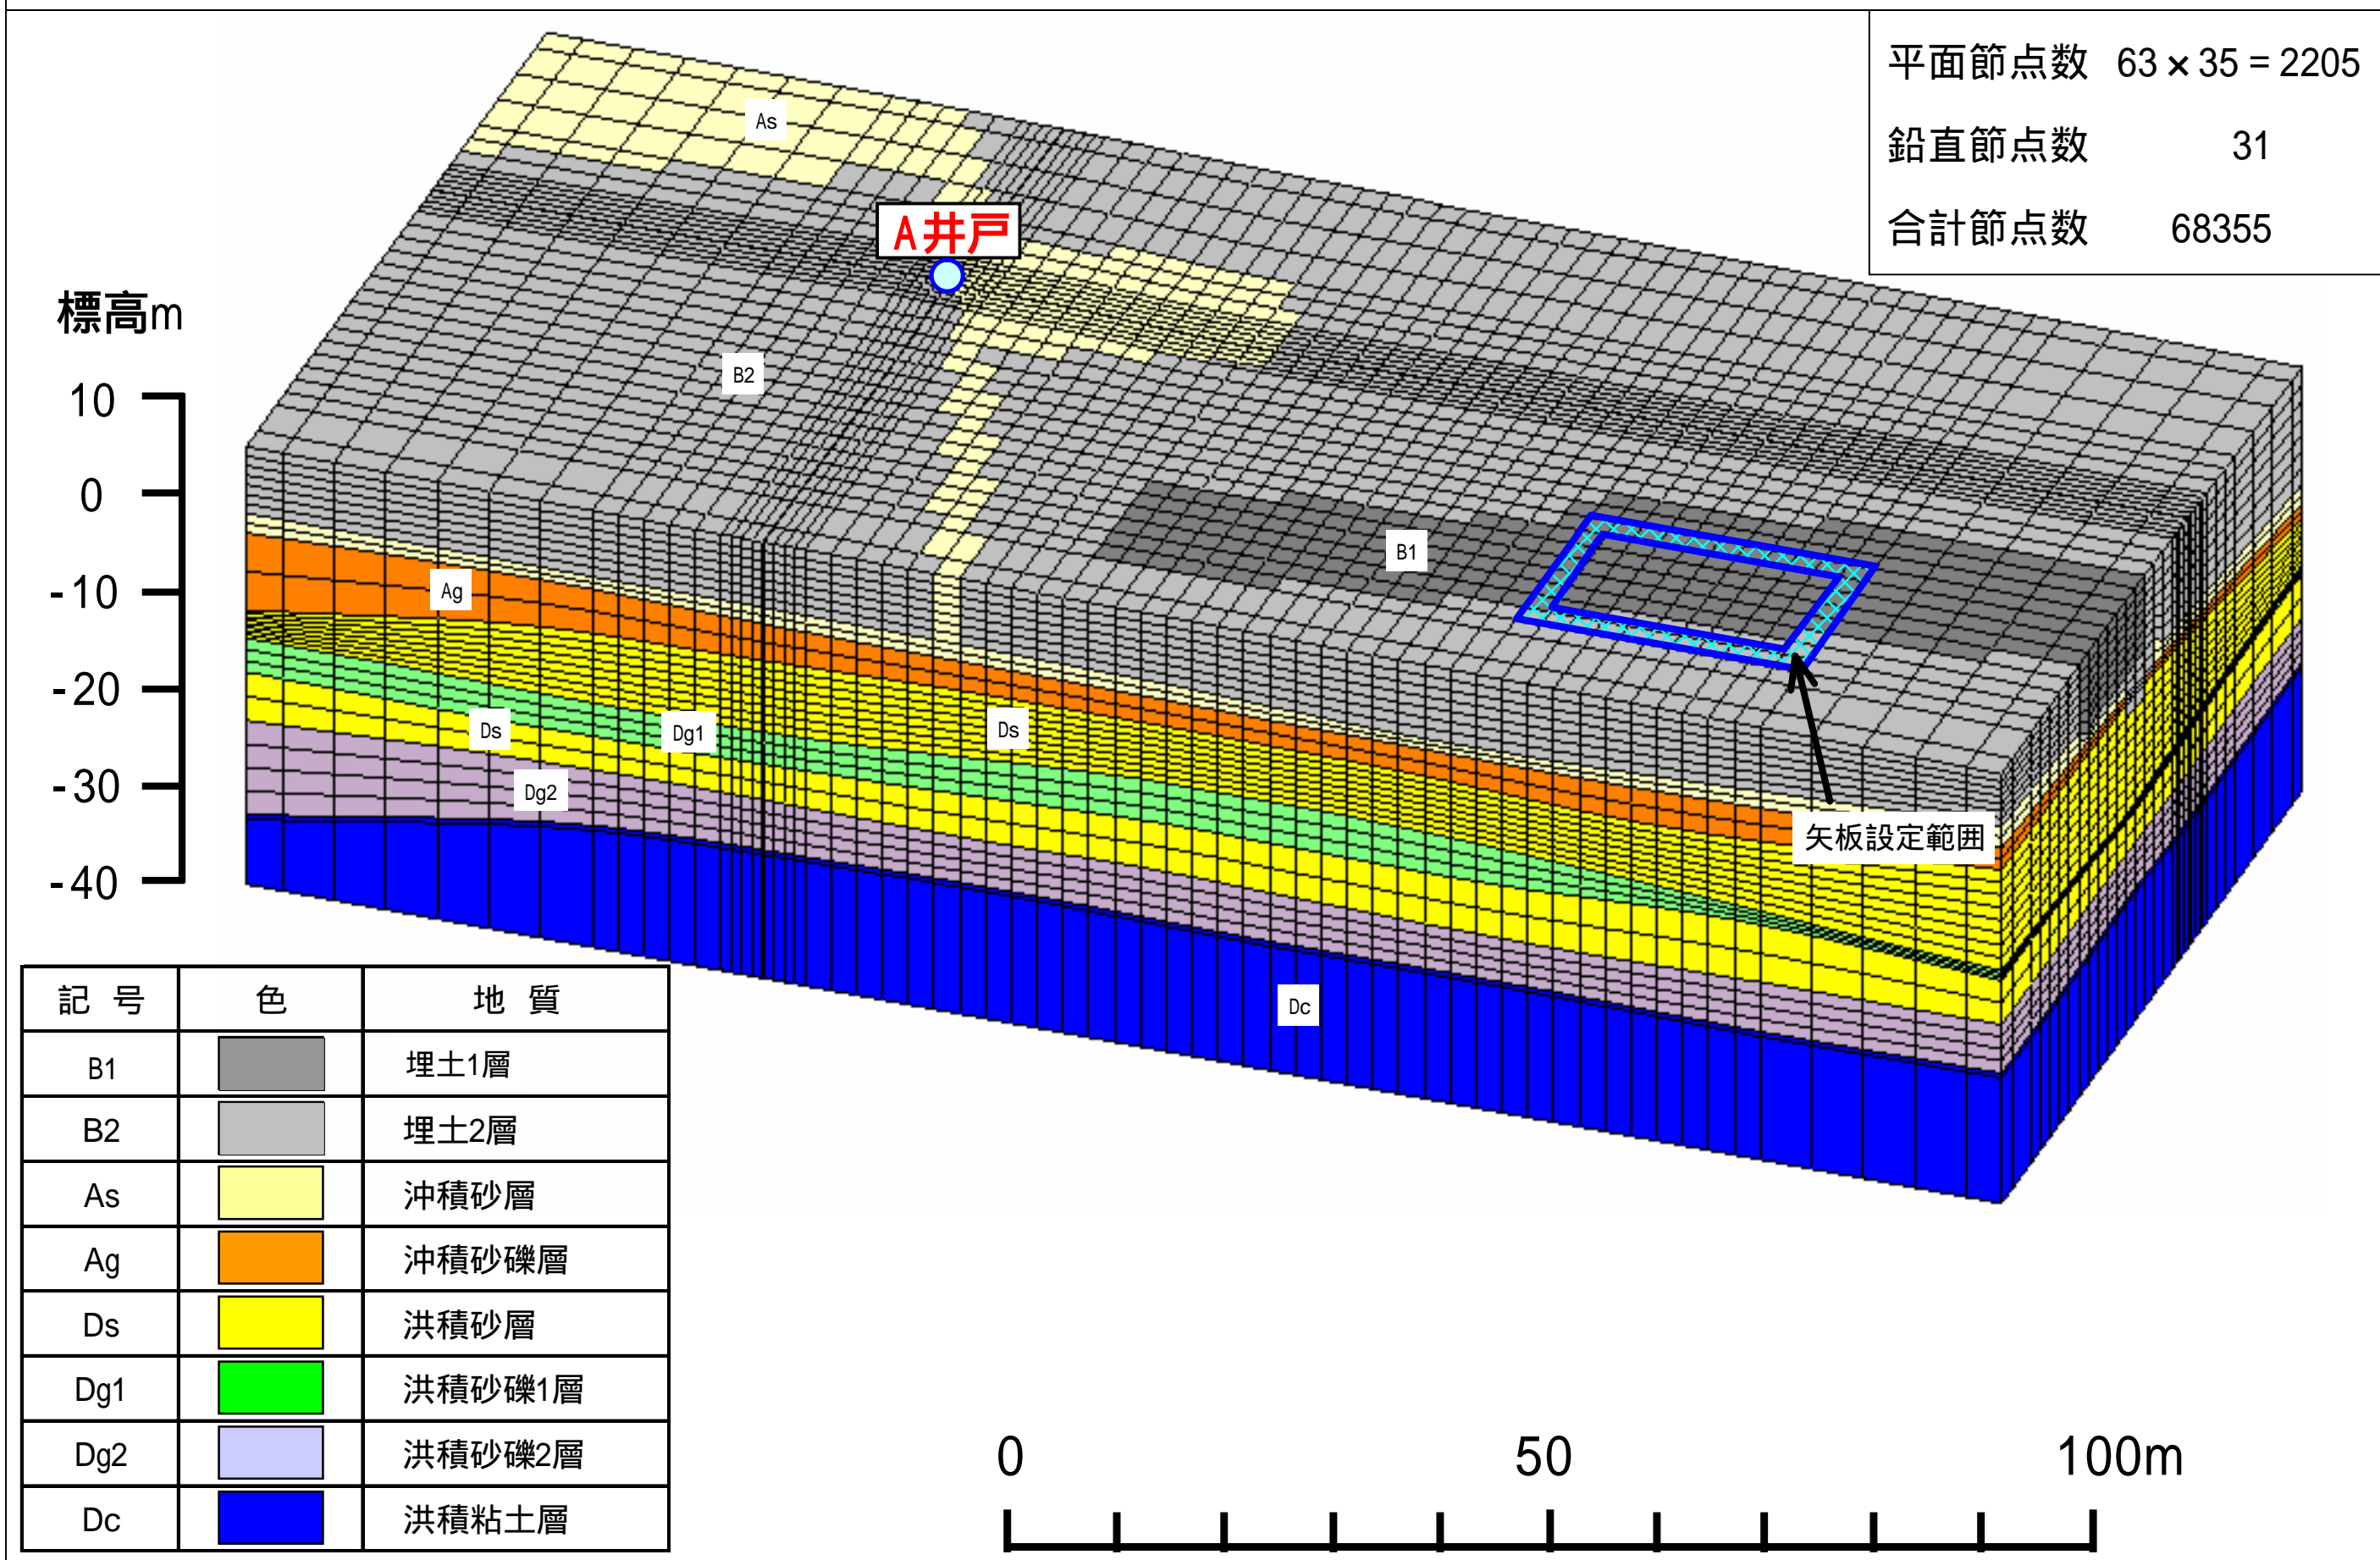 平面節点数 63×35=2205
鉛直節点数 31
合計節点数 68355
As
A井戸
標高m
B2
10
0
-10
-20
-30
-40
B1
Ag
Ds
Dg1
Ds
Dg2
矢板設定範囲
Dc
記号 色 地質
B1 埋土1層
B2 埋土2層
As 沖積砂層
Ag 沖積砂礫層
Ds 洪積砂層
Dg1 洪積砂礫1層
Dg2 洪積砂礫2層
Dc 洪積粘土層
0 50 100m